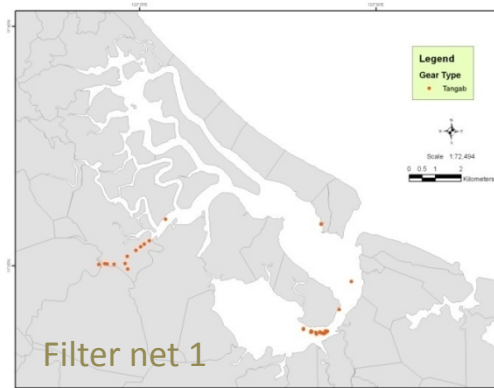 Legend
Gear Type
Tangab
N
Scale 1:72,494
0 0.5 1 2
Kilometers
Filter net 1